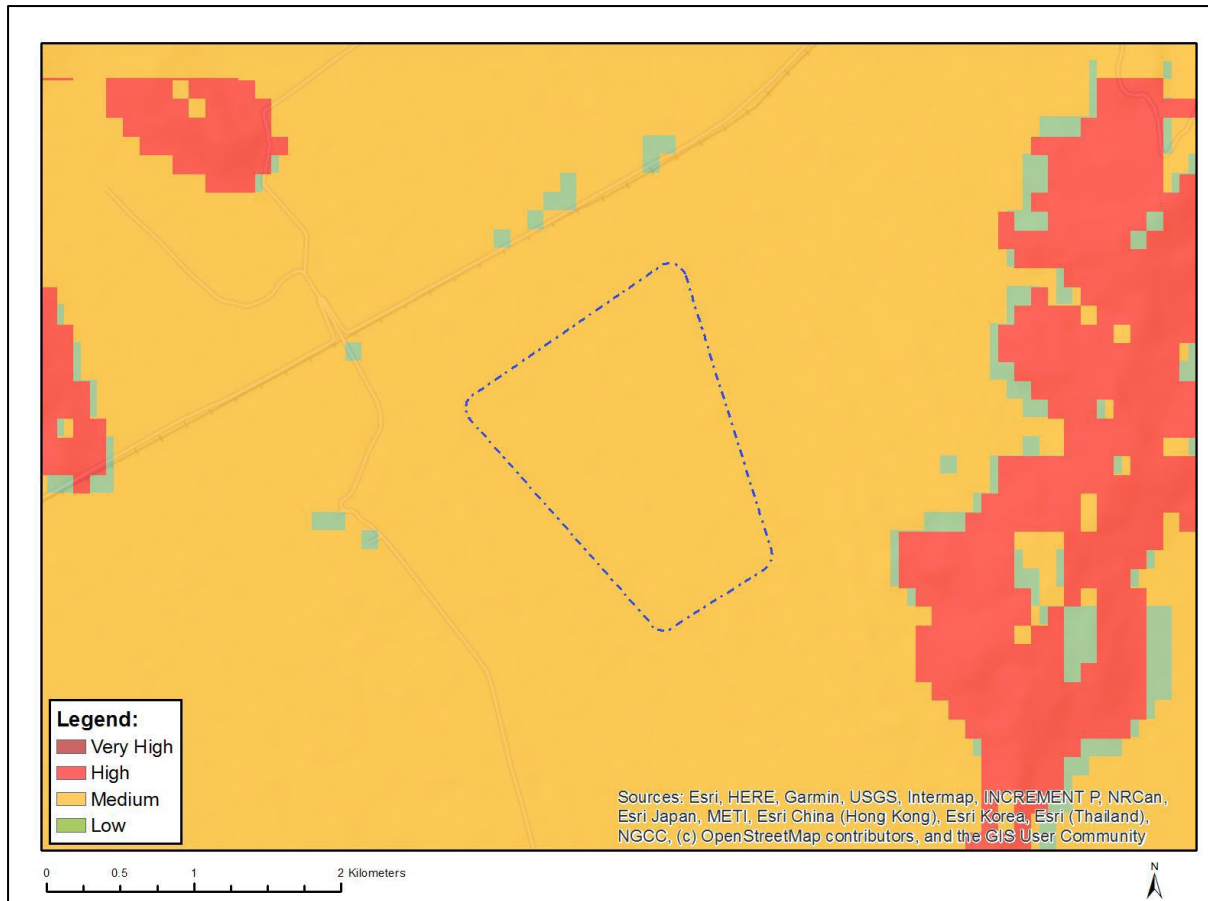 Legend:
Very High
High
Medium
Low
Sources: Esri, HERE, Garmin, USGS, Intermap, INCREMENT P, NRCan,
Esri Japan, METI, Esri China (Hong Kong), Esri Korea, Esri (Thailand),
NGCC, (c) OpenStreetMap contributors, and the GIS User Community
0 0.5 1 2 Kilometers
N